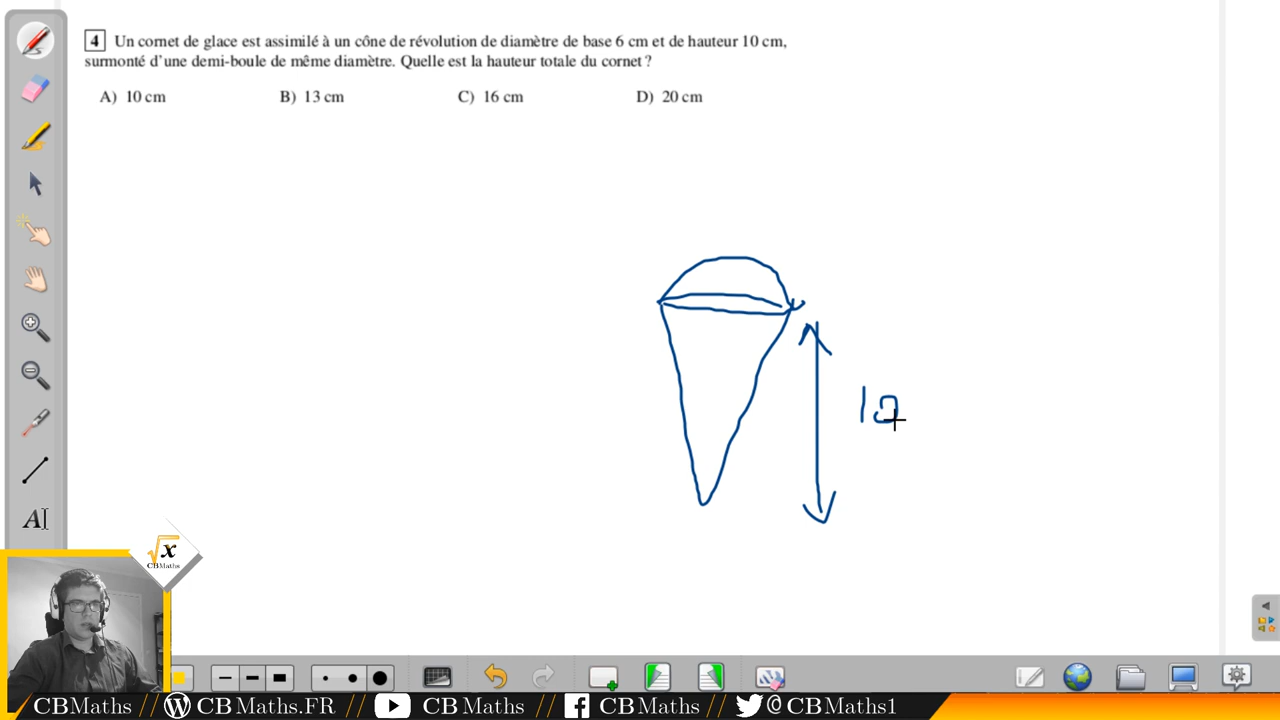 4 Un cornet de glace est assimilé à un cône de révolution de diamètre de base 6 cm et de hauteur 10 cm,
surmonté d'une demi-boule de même diamètre. Quelle est la hauteur totale du cornet ?
A) 10 cm B) 13 cm C) 16 cm D) 20 cm
10
AI
√x
CBMaths
CBMaths // CBMaths.FR // CBMaths // CBMaths // @CBMaths1